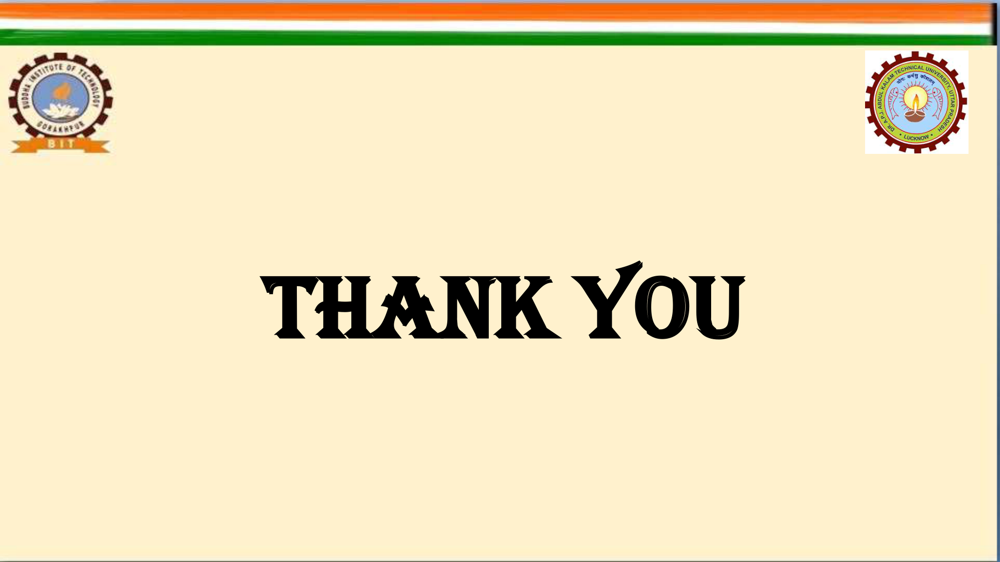 BUDDHA INSTITUTE OF TECHNOLOGY
GORAKHPUR
BIT
DR. A.P.J. ABDUL KALAM TECHNICAL UNIVERSITY, UTTAR PRADESH
योगः कर्मसु कौशलम्
• LUCKNOW •
THANK YOU